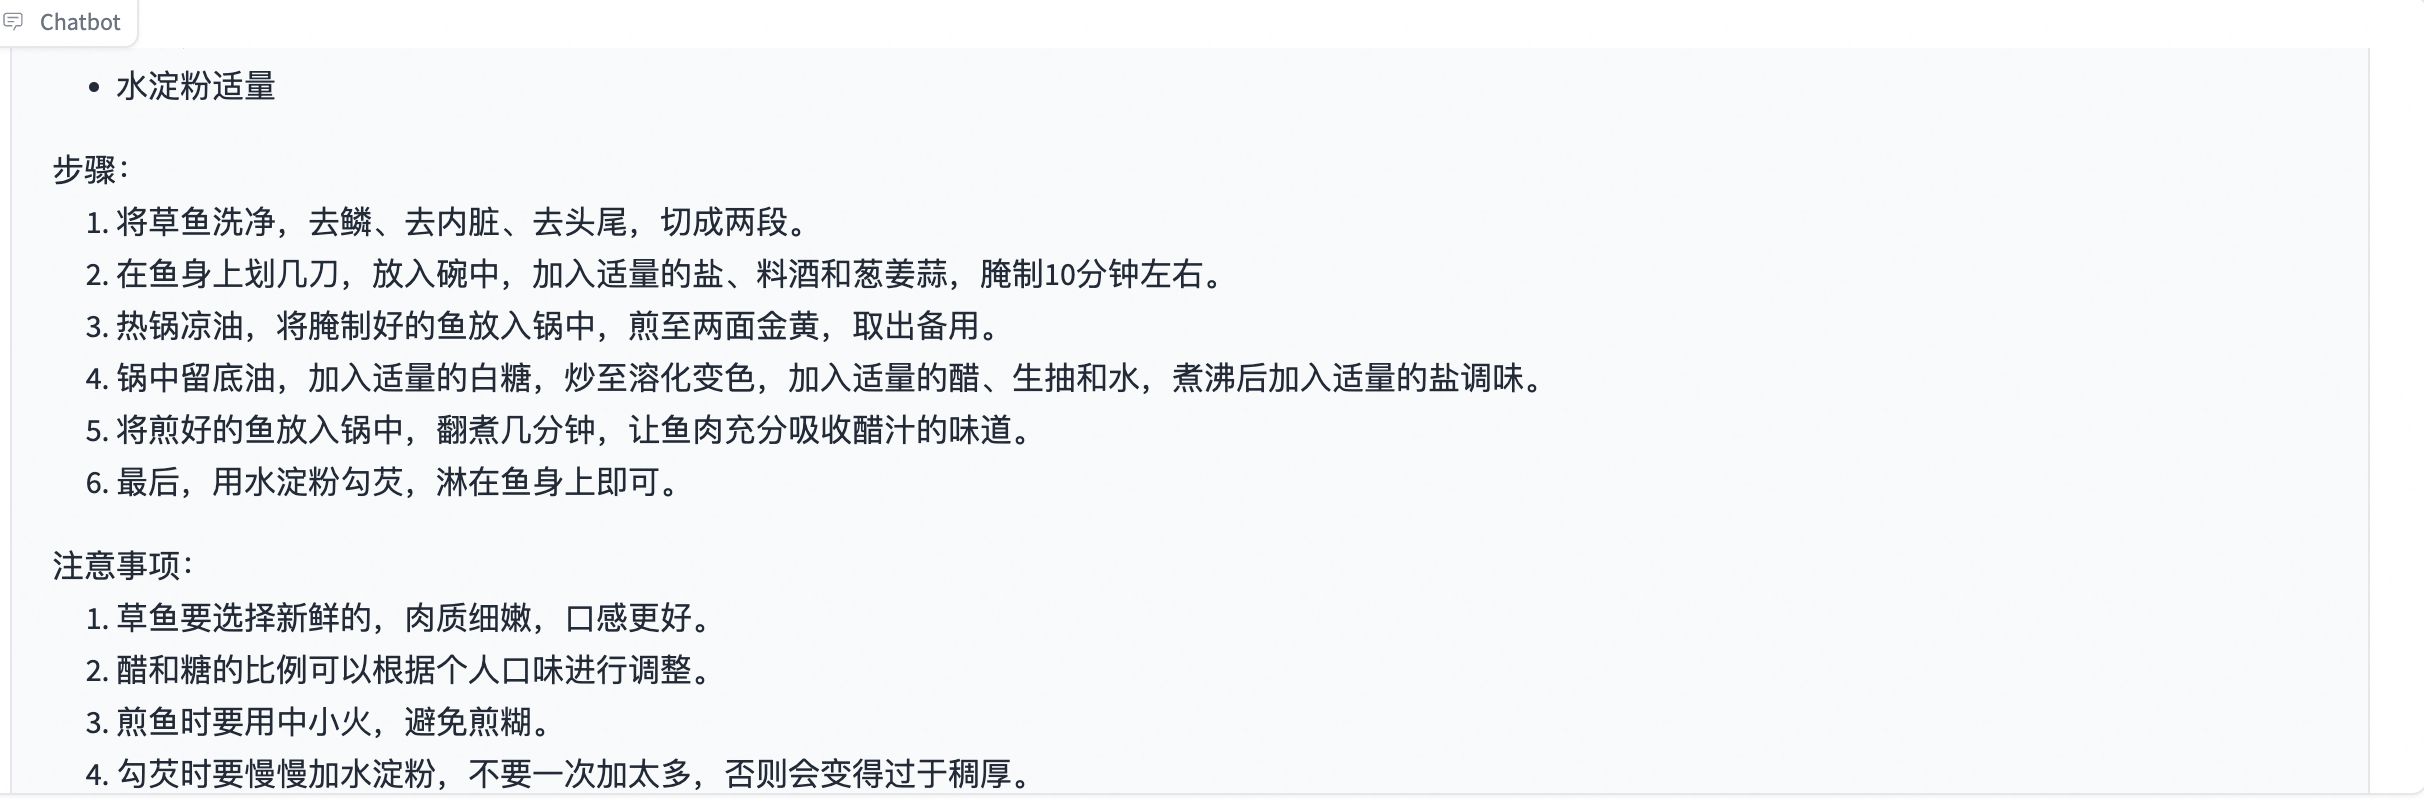 Chatbot
• 水淀粉适量
步骤：
1. 将草鱼洗净，去鳞、去内脏、去头尾，切成两段。
2. 在鱼身上划几刀，放入碗中，加入适量的盐、料酒和葱姜蒜，腌制10分钟左右。
3. 热锅凉油，将腌制好的鱼放入锅中，煎至两面金黄，取出备用。
4. 锅中留底油，加入适量的白糖，炒至溶化变色，加入适量的醋、生抽和水，煮沸后加入适量的盐调味。
5. 将煎好的鱼放入锅中，翻煮几分钟，让鱼肉充分吸收醋汁的味道。
6. 最后，用水淀粉勾芡，淋在鱼身上即可。
注意事项：
1. 草鱼要选择新鲜的，肉质细嫩，口感更好。
2. 醋和糖的比例可以根据个人口味进行调整。
3. 煎鱼时要用中小火，避免煎糊。
4. 勾芡时要慢慢加水淀粉，不要一次加太多，否则会变得过于稠厚。